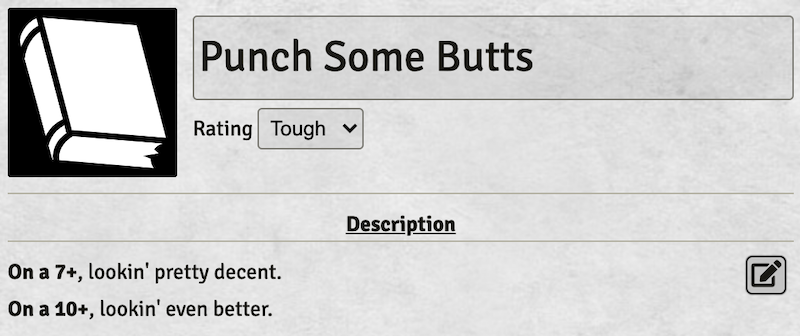 Punch Some Butts
Rating Tough
Description
On a 7+, lookin' pretty decent.
On a 10+, lookin' even better.